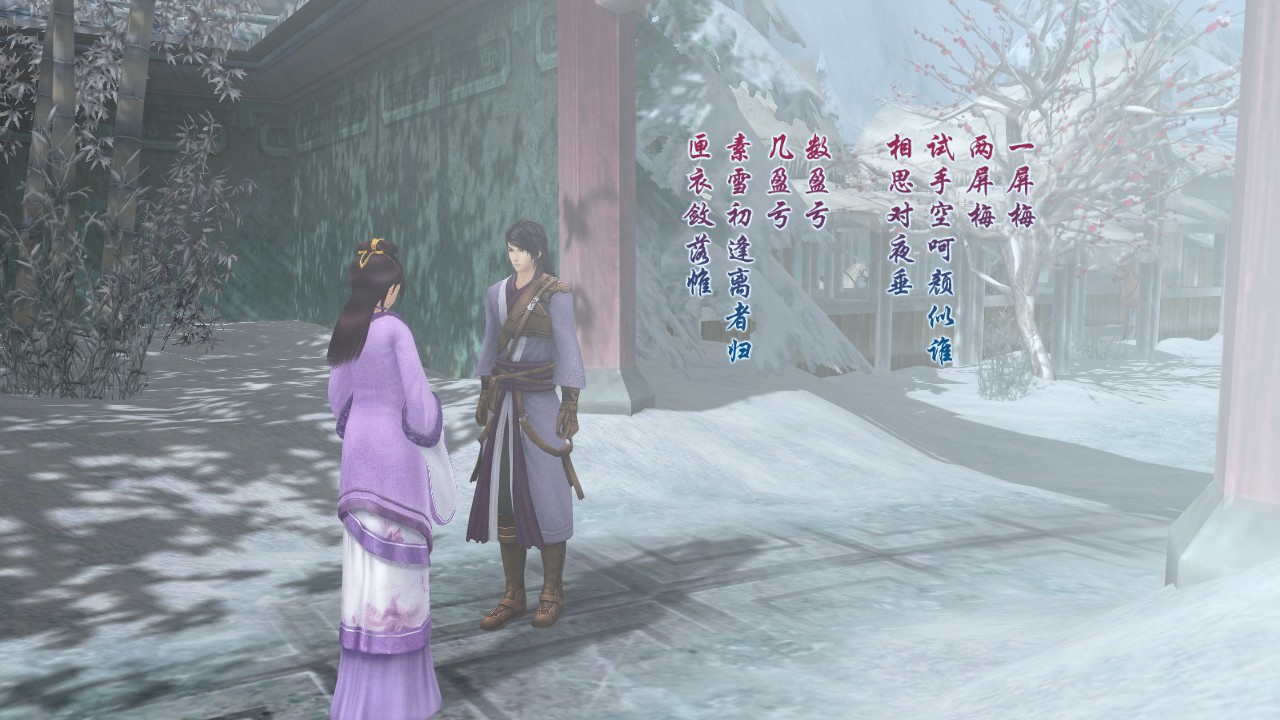 一屏梅
两屏梅
试手空呵颜似谁
相思对夜垂
数盈亏
几盈亏
素雪初逢离者归
匣衣敛落帷